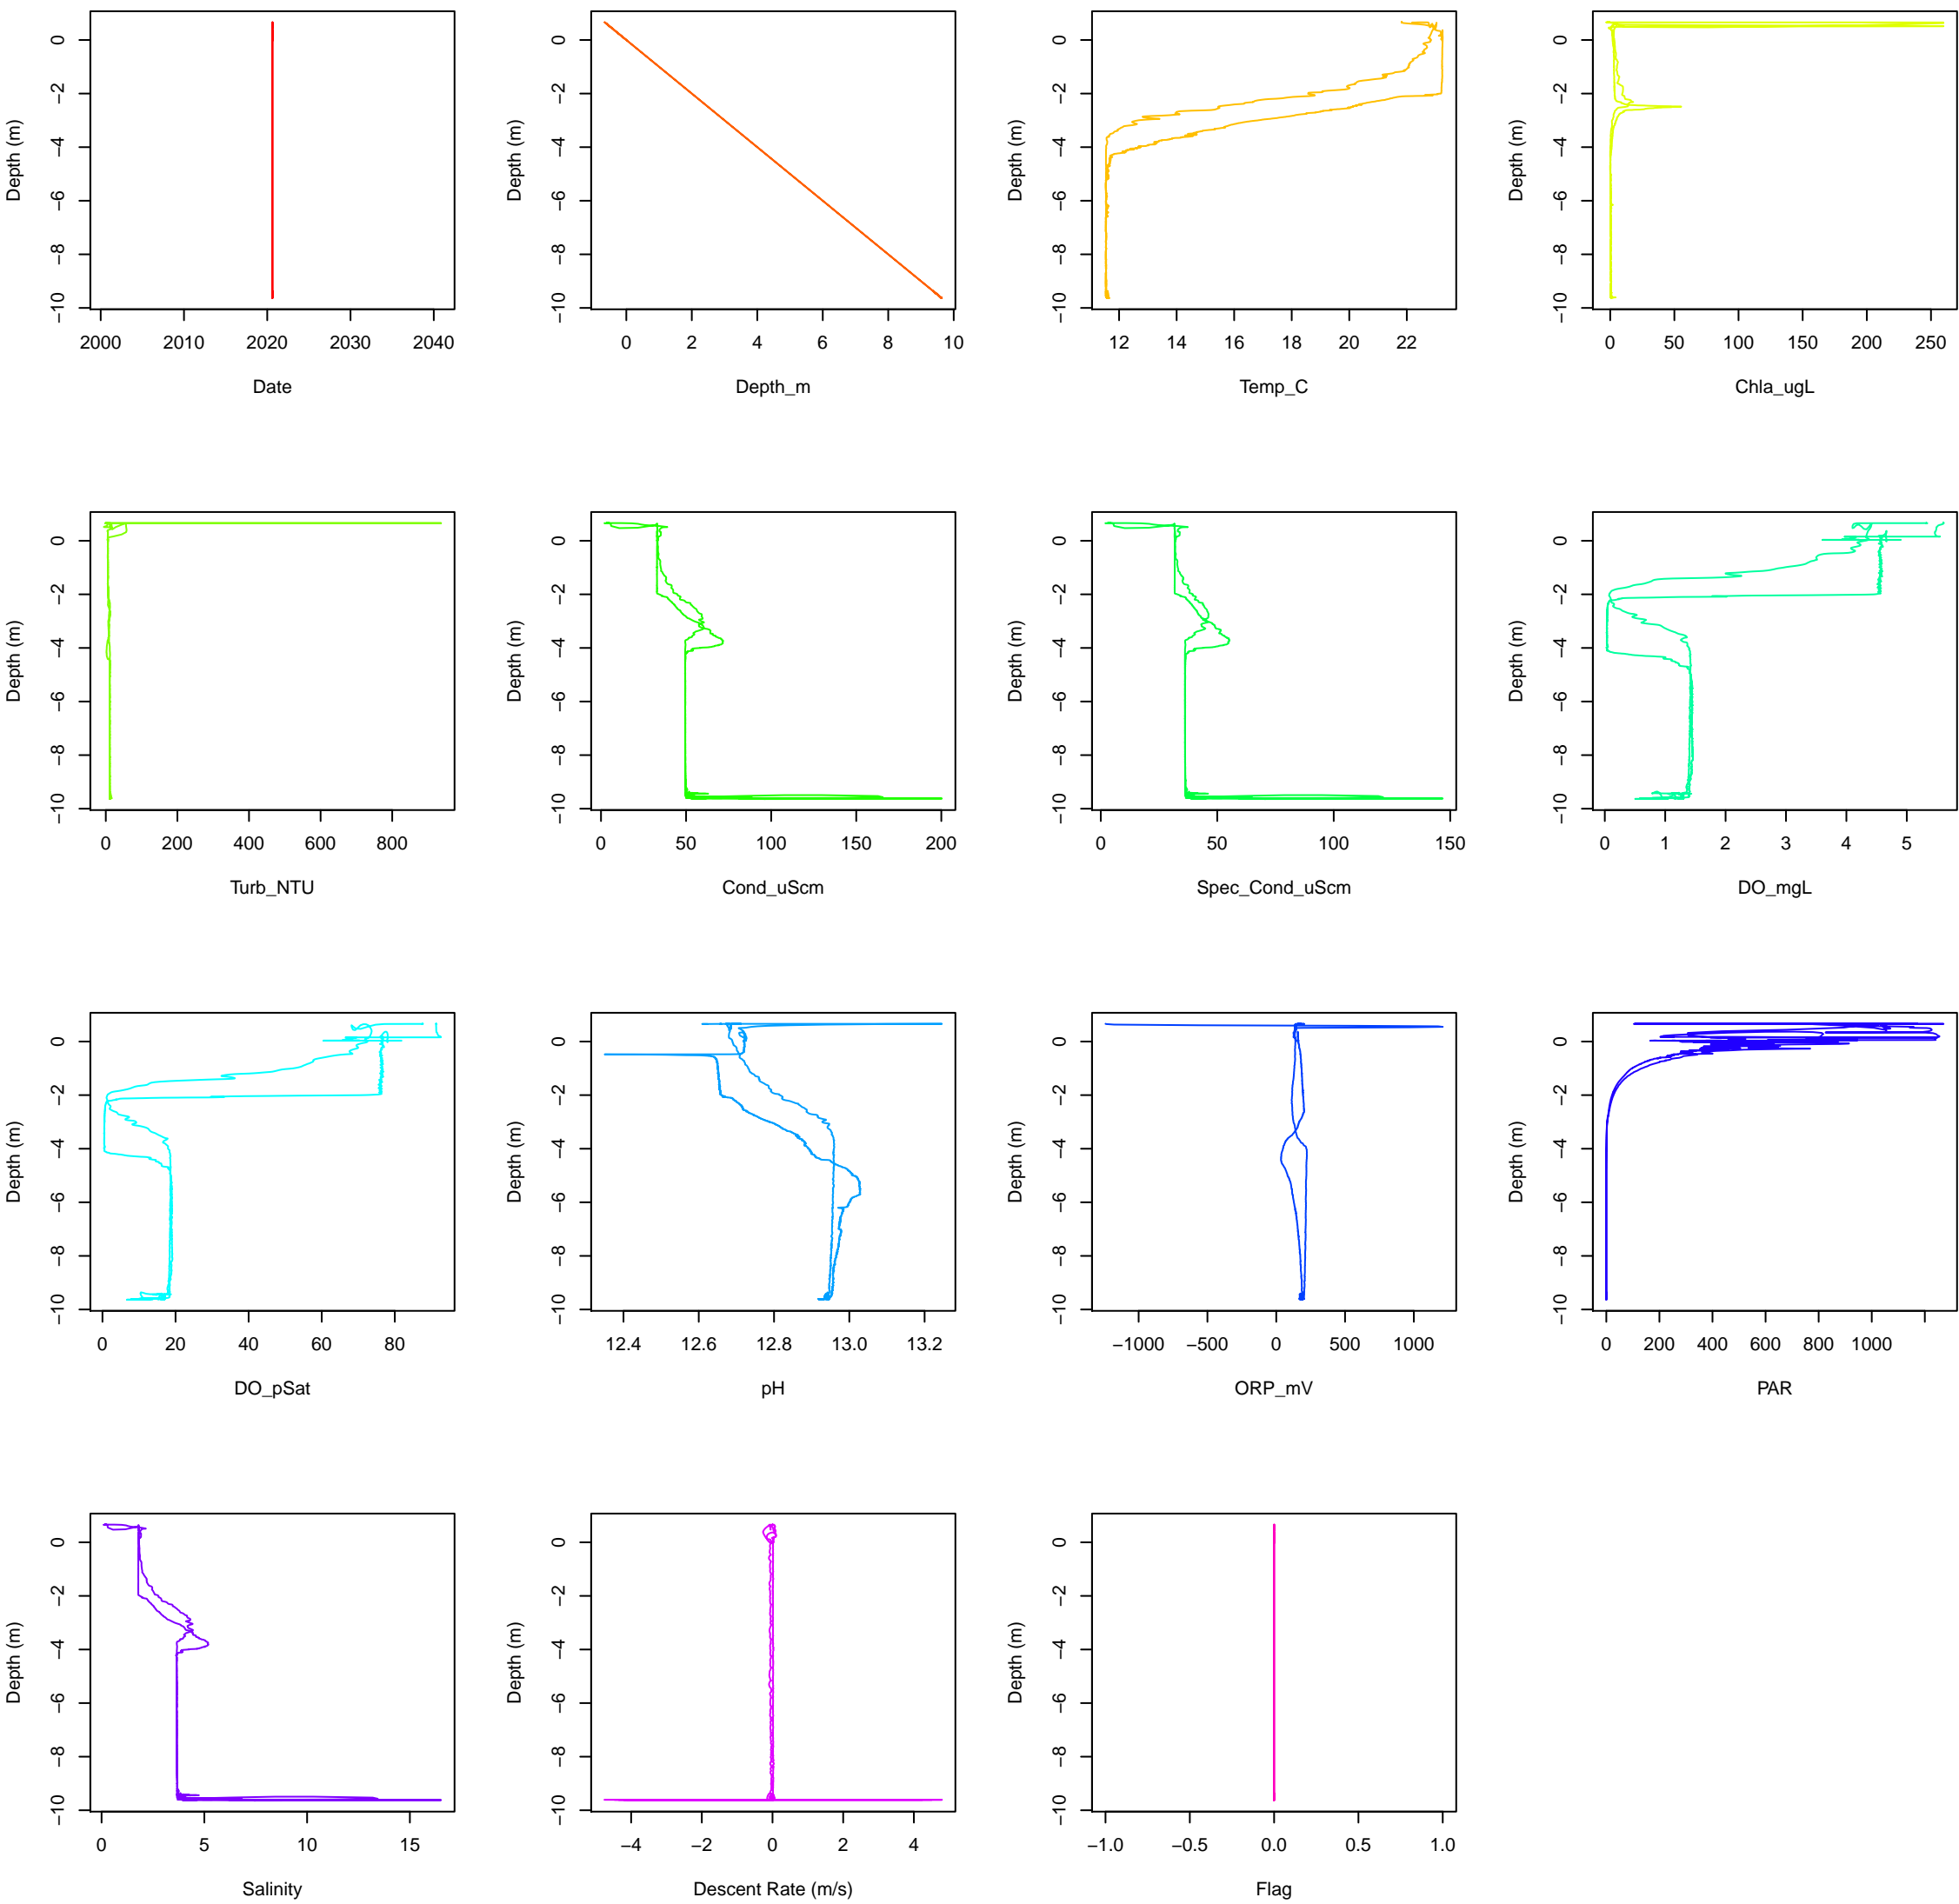 Depth (m)
0
−2
−4
−6
−8
−10
2000 2010 2020 2030 2040
Date
Depth (m)
0
−2
−4
−6
−8
−10
0 2 4 6 8 10
Depth_m
Depth (m)
0
−2
−4
−6
−8
−10
12 14 16 18 20 22
Temp_C
Depth (m)
0
−2
−4
−6
−8
−10
0 50 100 150 200 250
Chla_ugL
Depth (m)
0
−2
−4
−6
−8
−10
0 200 400 600 800
Turb_NTU
Depth (m)
0
−2
−4
−6
−8
−10
0 50 100 150 200
Cond_uScm
Depth (m)
0
−2
−4
−6
−8
−10
0 50 100 150
Spec_Cond_uScm
Depth (m)
0
−2
−4
−6
−8
−10
0 1 2 3 4 5
DO_mgL
Depth (m)
0
−2
−4
−6
−8
−10
0 20 40 60 80
DO_pSat
Depth (m)
0
−2
−4
−6
−8
−10
12.4 12.6 12.8 13.0 13.2
pH
Depth (m)
0
−2
−4
−6
−8
−10
−1000 −500 0 500 1000
ORP_mV
Depth (m)
0
−2
−4
−6
−8
−10
0 200 400 600 800 1000
PAR
Depth (m)
0
−2
−4
−6
−8
−10
0 5 10 15
Salinity
Depth (m)
0
−2
−4
−6
−8
−10
−4 −2 0 2 4
Descent Rate (m/s)
Depth (m)
0
−2
−4
−6
−8
−10
−1.0 −0.5 0.0 0.5 1.0
Flag